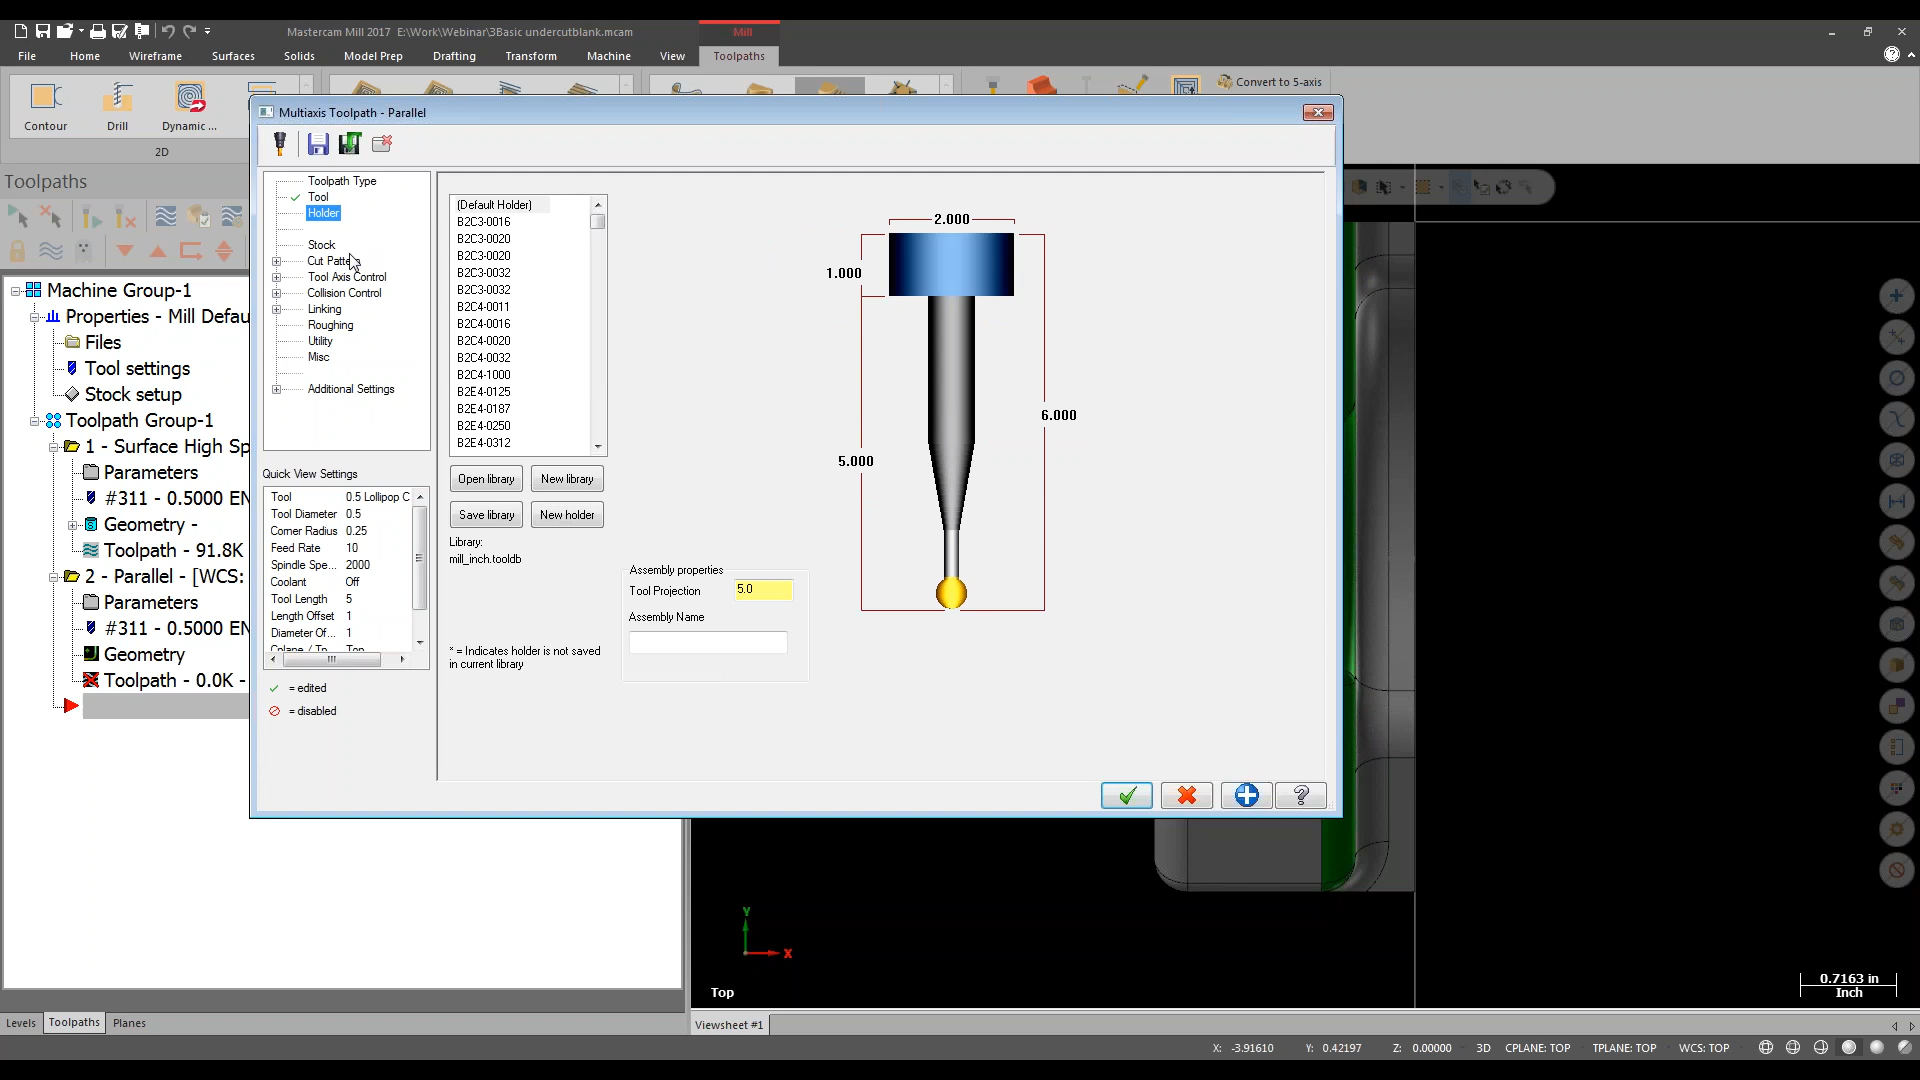 Mastercam Mill 2017 E:\Work\Webinar\3Basic undercutblank.mcam
Mill
File Home Wireframe Surfaces Solids Model Prep Drafting Transform Machine View Toolpaths
Contour Drill Dynamic ...
Convert to 5-axis
2D
Toolpaths
Machine Group-1
Properties - Mill Defau
Files
Tool settings
Stock setup
Toolpath Group-1
1 - Surface High Sp
Parameters
#311 - 0.5000 EN
Geometry -
Toolpath - 91.8K
2 - Parallel - [WCS:
Parameters
#311 - 0.5000 EN
Geometry
Toolpath - 0.0K -
Multiaxis Toolpath - Parallel
Toolpath Type
Tool
Holder
Stock
Cut Pattern
Tool Axis Control
Collision Control
Linking
Roughing
Utility
Misc
Additional Settings
Quick View Settings
Tool 0.5 Lollipop C
Tool Diameter 0.5
Corner Radius 0.25
Feed Rate 10
Spindle Spe... 2000
Coolant Off
Tool Length 5
Length Offset 1
Diameter Of... 1
Cplane / Tp... Top
= edited
= disabled
(Default Holder)
B2C3-0016
B2C3-0020
B2C3-0020
B2C3-0032
B2C3-0032
B2C4-0011
B2C4-0016
B2C4-0020
B2C4-0032
B2C4-1000
B2E4-0125
B2E4-0187
B2E4-0250
B2E4-0312
Open library New library
Save library New holder
Library:
mill_inch.tooldb
* = Indicates holder is not saved
in current library
Assembly properties
Tool Projection 5.0
Assembly Name
2.000
1.000
6.000
5.000
Y
X
Top
0.7163 in
Inch
Levels Toolpaths Planes
Viewsheet #1
X: -3.91610 Y: 0.42197 Z: 0.00000 3D CPLANE: TOP TPLANE: TOP WCS: TOP